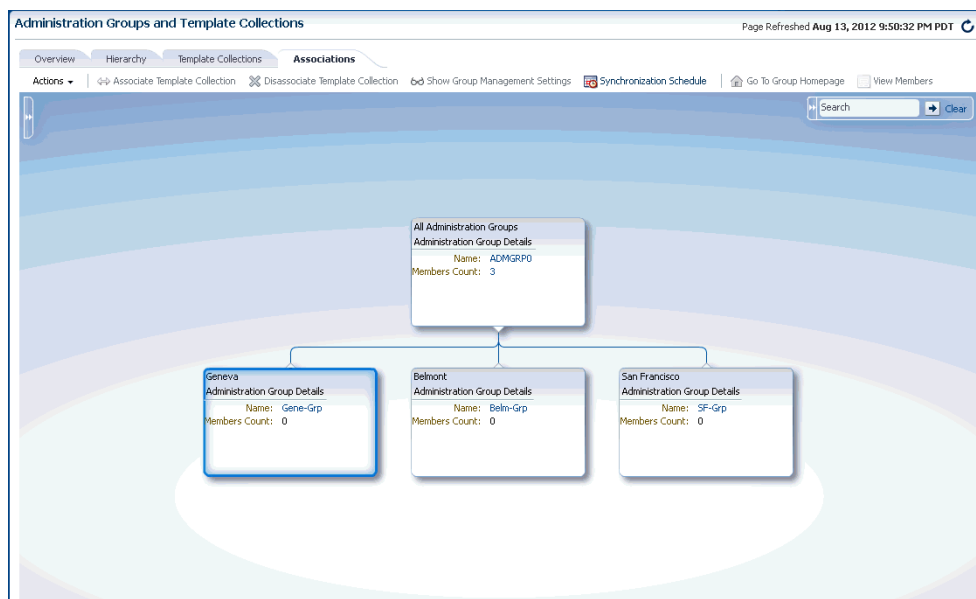 Administration Groups and Template Collections
Page Refreshed Aug 13, 2012 9:50:32 PM PDT
Overview Hierarchy Template Collections Associations
Actions Associate Template Collection Disassociate Template Collection Show Group Management Settings Synchronization Schedule Go To Group Homepage View Members
Search Clear
All Administration Groups
Administration Group Details
Name: ADMGRP0
Members Count: 3
Geneva
Administration Group Details
Name: Gene-Grp
Members Count: 0
Belmont
Administration Group Details
Name: Belm-Grp
Members Count: 0
San Francisco
Administration Group Details
Name: SF-Grp
Members Count: 0